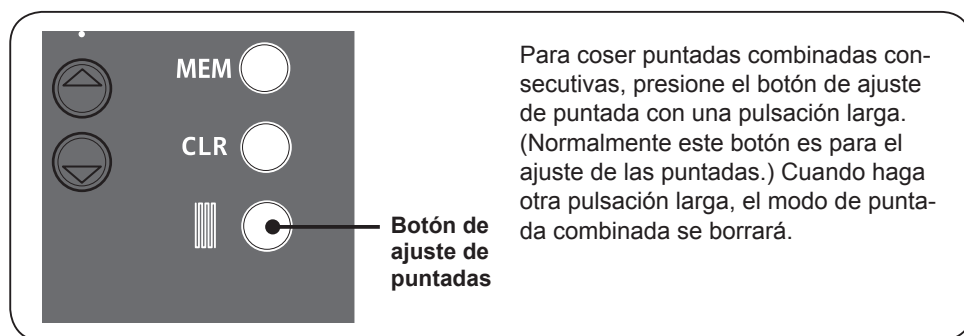 MEM
CLR
Botón de
ajuste de
puntadas
Para coser puntadas combinadas con-
secutivas, presione el botón de ajuste
de puntada con una pulsación larga.
(Normalmente este botón es para el
ajuste de las puntadas.) Cuando haga
otra pulsación larga, el modo de punta-
da combinada se borrará.